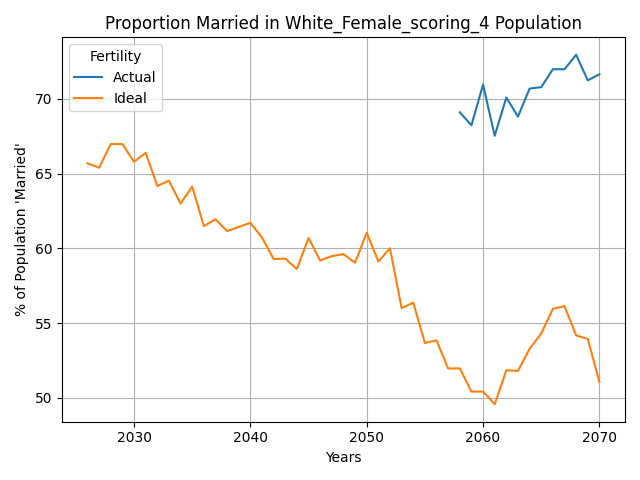 Proportion Married in White_Female_scoring_4 Population
Fertility
Actual
Ideal
% of Population 'Married'
70
65
60
55
50
2030 2040 2050 2060 2070
Years